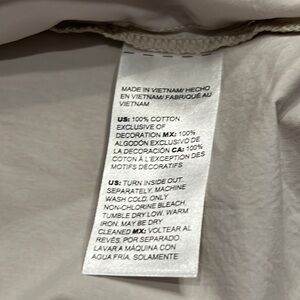 MADE IN VIETNAM/ HECHO
EN VIETNAM/ FABRIQUÉ AU
VIETNAM
US: 100% COTTON
EXCLUSIVE OF
DECORATION MX: 100%
ALGODÓN EXCLUSIVO DE
LA DECORACIÓN CA: 100%
COTON À L'EXCEPTION DES
MOTIFS DÉCORATIFS
US: TURN INSIDE OUT.
SEPARATELY. MACHINE
WASH COLD. ONLY
NON-CHLORINE BLEACH.
TUMBLE DRY LOW. WARM
IRON. MAY BE DRY
CLEANED MX: VOLTEAR AL
REVÉS, POR SEPARADO.
LAVAR A MÁQUINA CON
AGUA FRÍA. SOLAMENTE